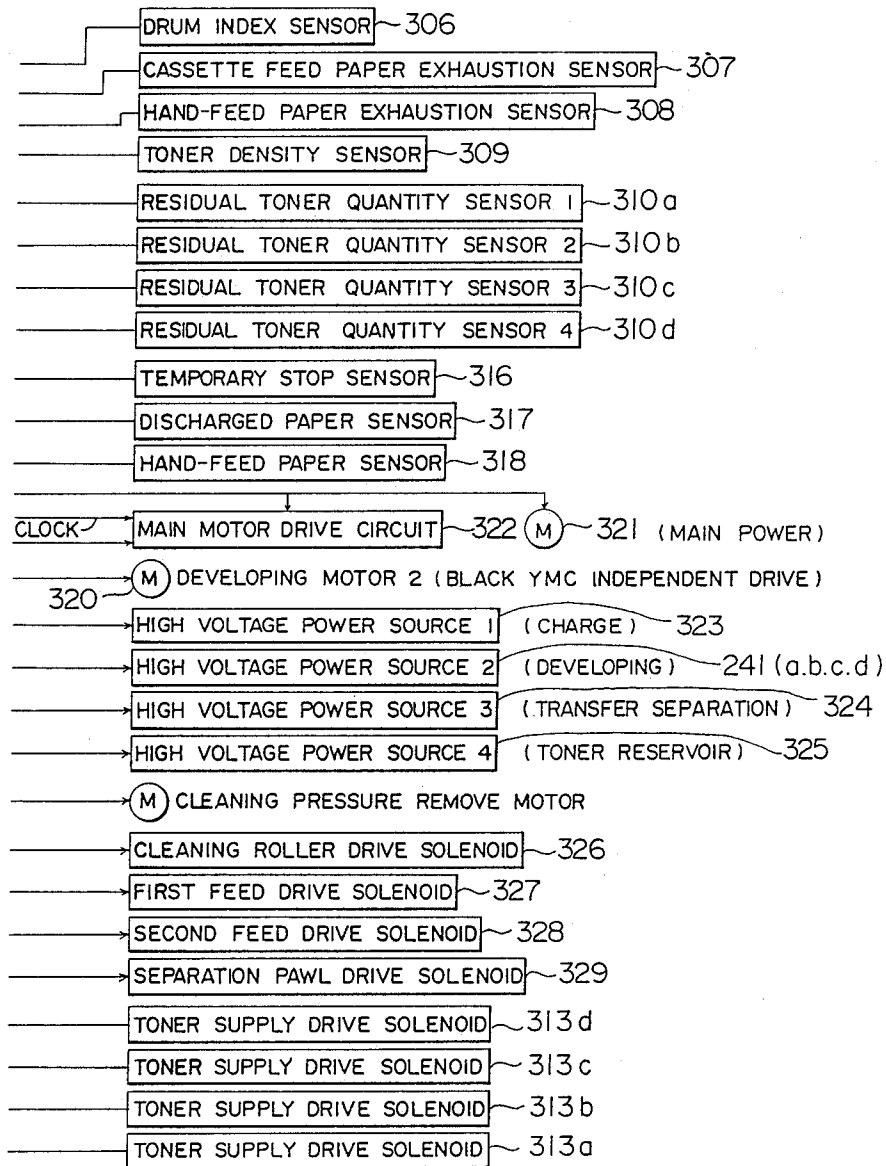 DRUM INDEX SENSOR 306
CASSETTE FEED PAPER EXHAUSTION SENSOR 307
HAND-FEED PAPER EXHAUSTION SENSOR 308
TONER DENSITY SENSOR 309
RESIDUAL TONER QUANTITY SENSOR 1 310a
RESIDUAL TONER QUANTITY SENSOR 2 310b
RESIDUAL TONER QUANTITY SENSOR 3 310c
RESIDUAL TONER QUANTITY SENSOR 4 310d
TEMPORARY STOP SENSOR 316
DISCHARGED PAPER SENSOR 317
HAND-FEED PAPER SENSOR 318
CLOCK MAIN MOTOR DRIVE CIRCUIT 322 M 321 (MAIN POWER)
320 M DEVELOPING MOTOR 2 (BLACK YMC INDEPENDENT DRIVE)
HIGH VOLTAGE POWER SOURCE 1 (CHARGE) 323
HIGH VOLTAGE POWER SOURCE 2 (DEVELOPING) 241 (a.b.c.d)
HIGH VOLTAGE POWER SOURCE 3 (TRANSFER SEPARATION) 324
HIGH VOLTAGE POWER SOURCE 4 (TONER RESERVOIR) 325
M CLEANING PRESSURE REMOVE MOTOR
CLEANING ROLLER DRIVE SOLENOID 326
FIRST FEED DRIVE SOLENOID 327
SECOND FEED DRIVE SOLENOID 328
SEPARATION PAWL DRIVE SOLENOID 329
TONER SUPPLY DRIVE SOLENOID 313d
TONER SUPPLY DRIVE SOLENOID 313c
TONER SUPPLY DRIVE SOLENOID 313b
TONER SUPPLY DRIVE SOLENOID 313a